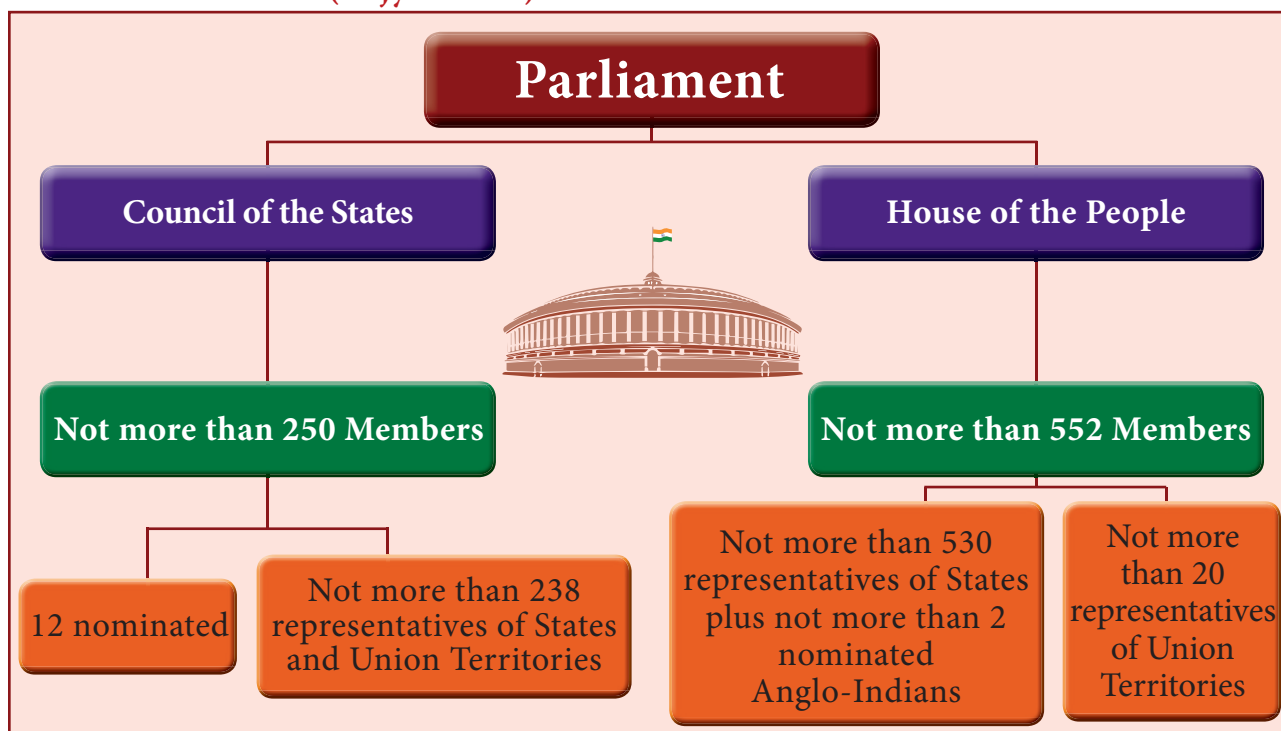 Parliament
Council of the States
House of the People
Not more than 250 Members
Not more than 552 Members
12 nominated
Not more than 238
representatives of States
and Union Territories
Not more than 530
representatives of States
plus not more than 2
nominated
Anglo-Indians
Not more
than 20
representatives
of Union
Territories